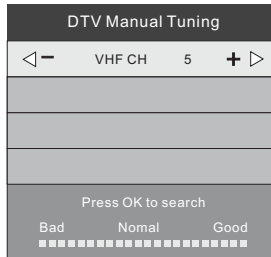 DTV Manual Tuning
− VHF CH 5 +
Press OK to search
Bad Nomal Good